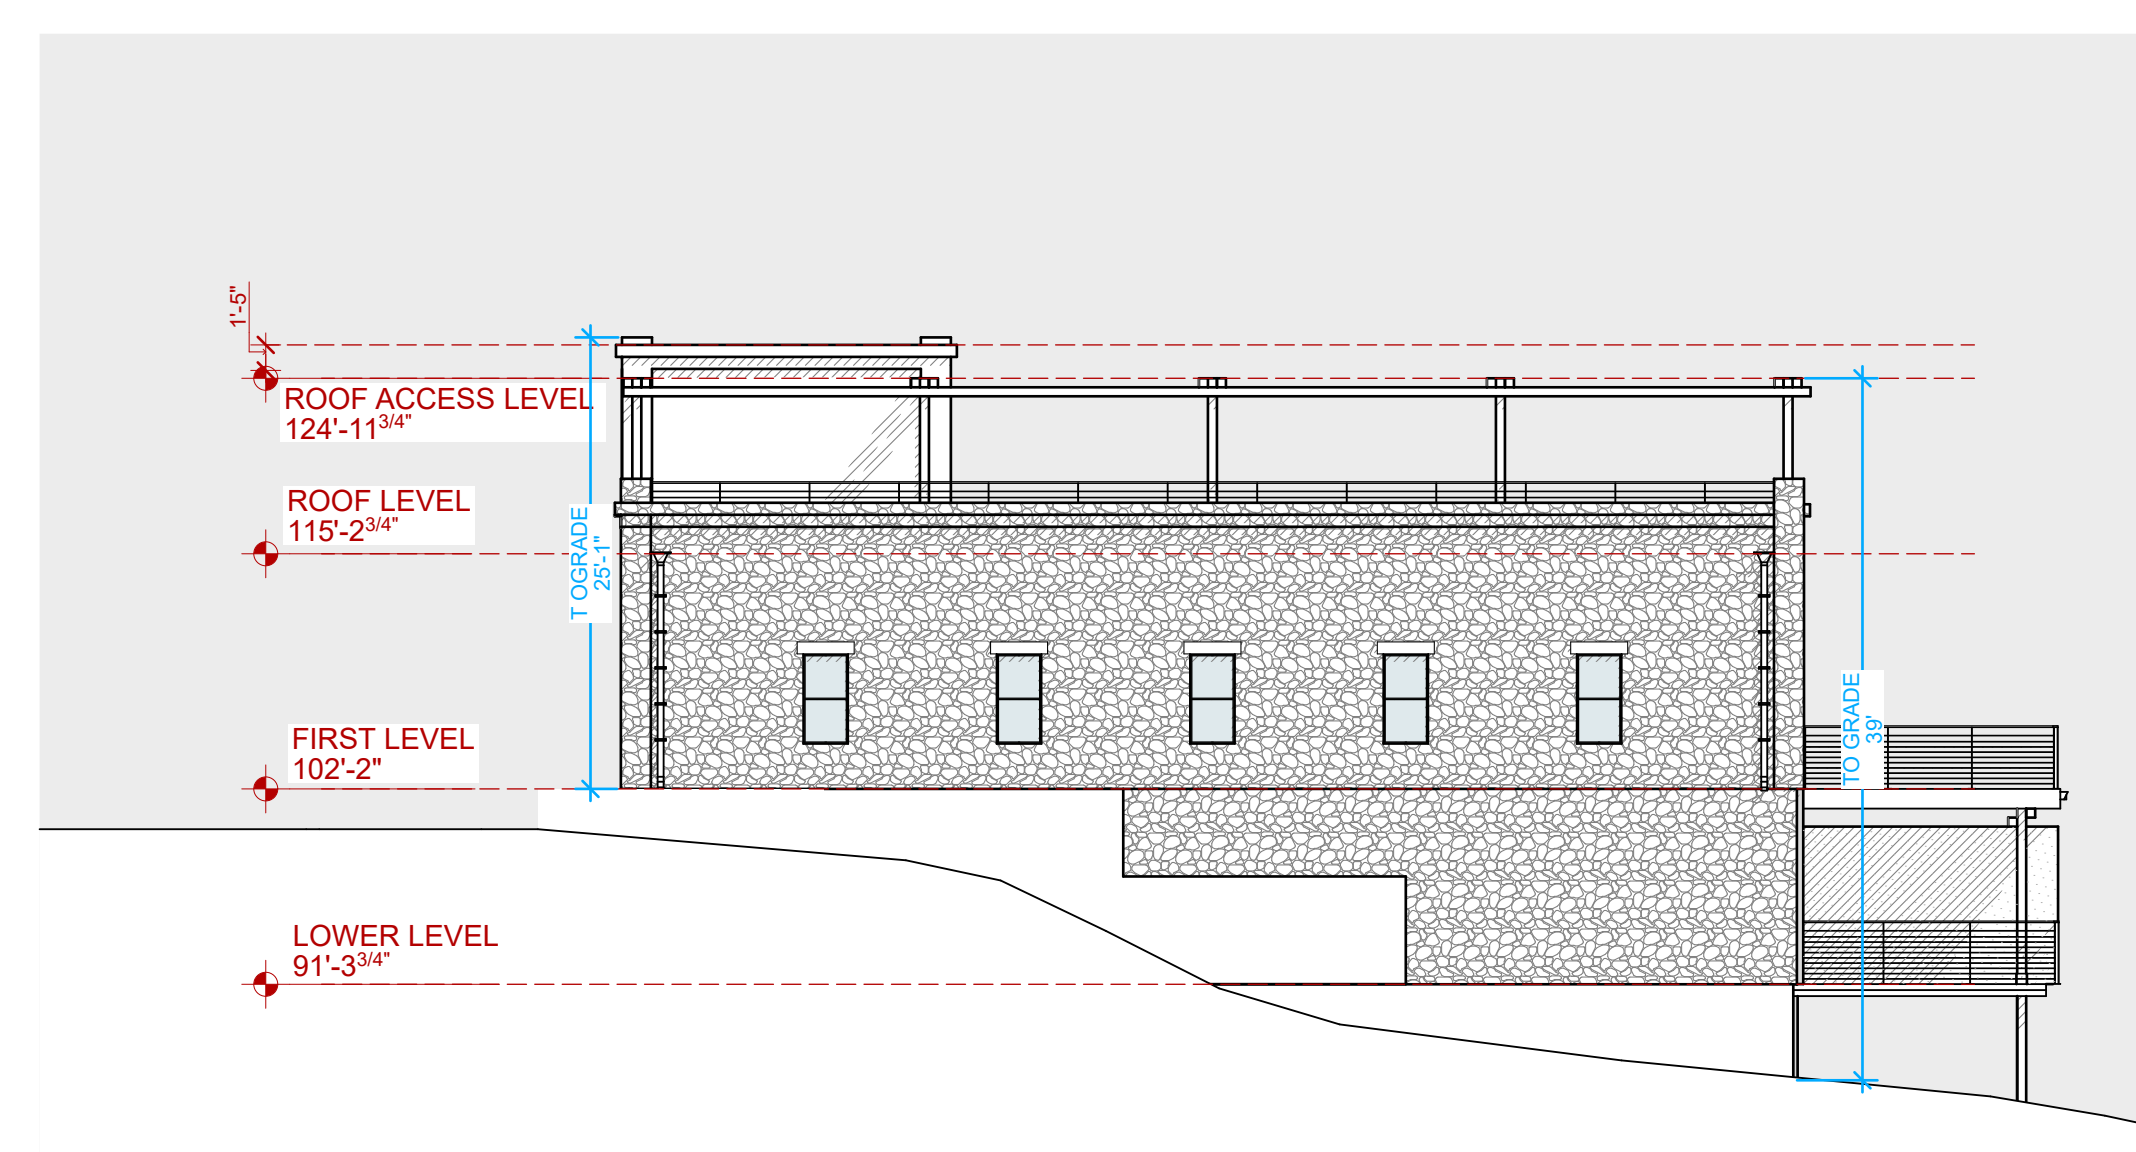 1'-5"
ROOF ACCESS LEVEL
124'-11 3/4"
ROOF LEVEL
115'-2 3/4"
T OGRADE
25'-1"
FIRST LEVEL
102'-2"
TO GRADE
39'
LOWER LEVEL
91'-3 3/4"